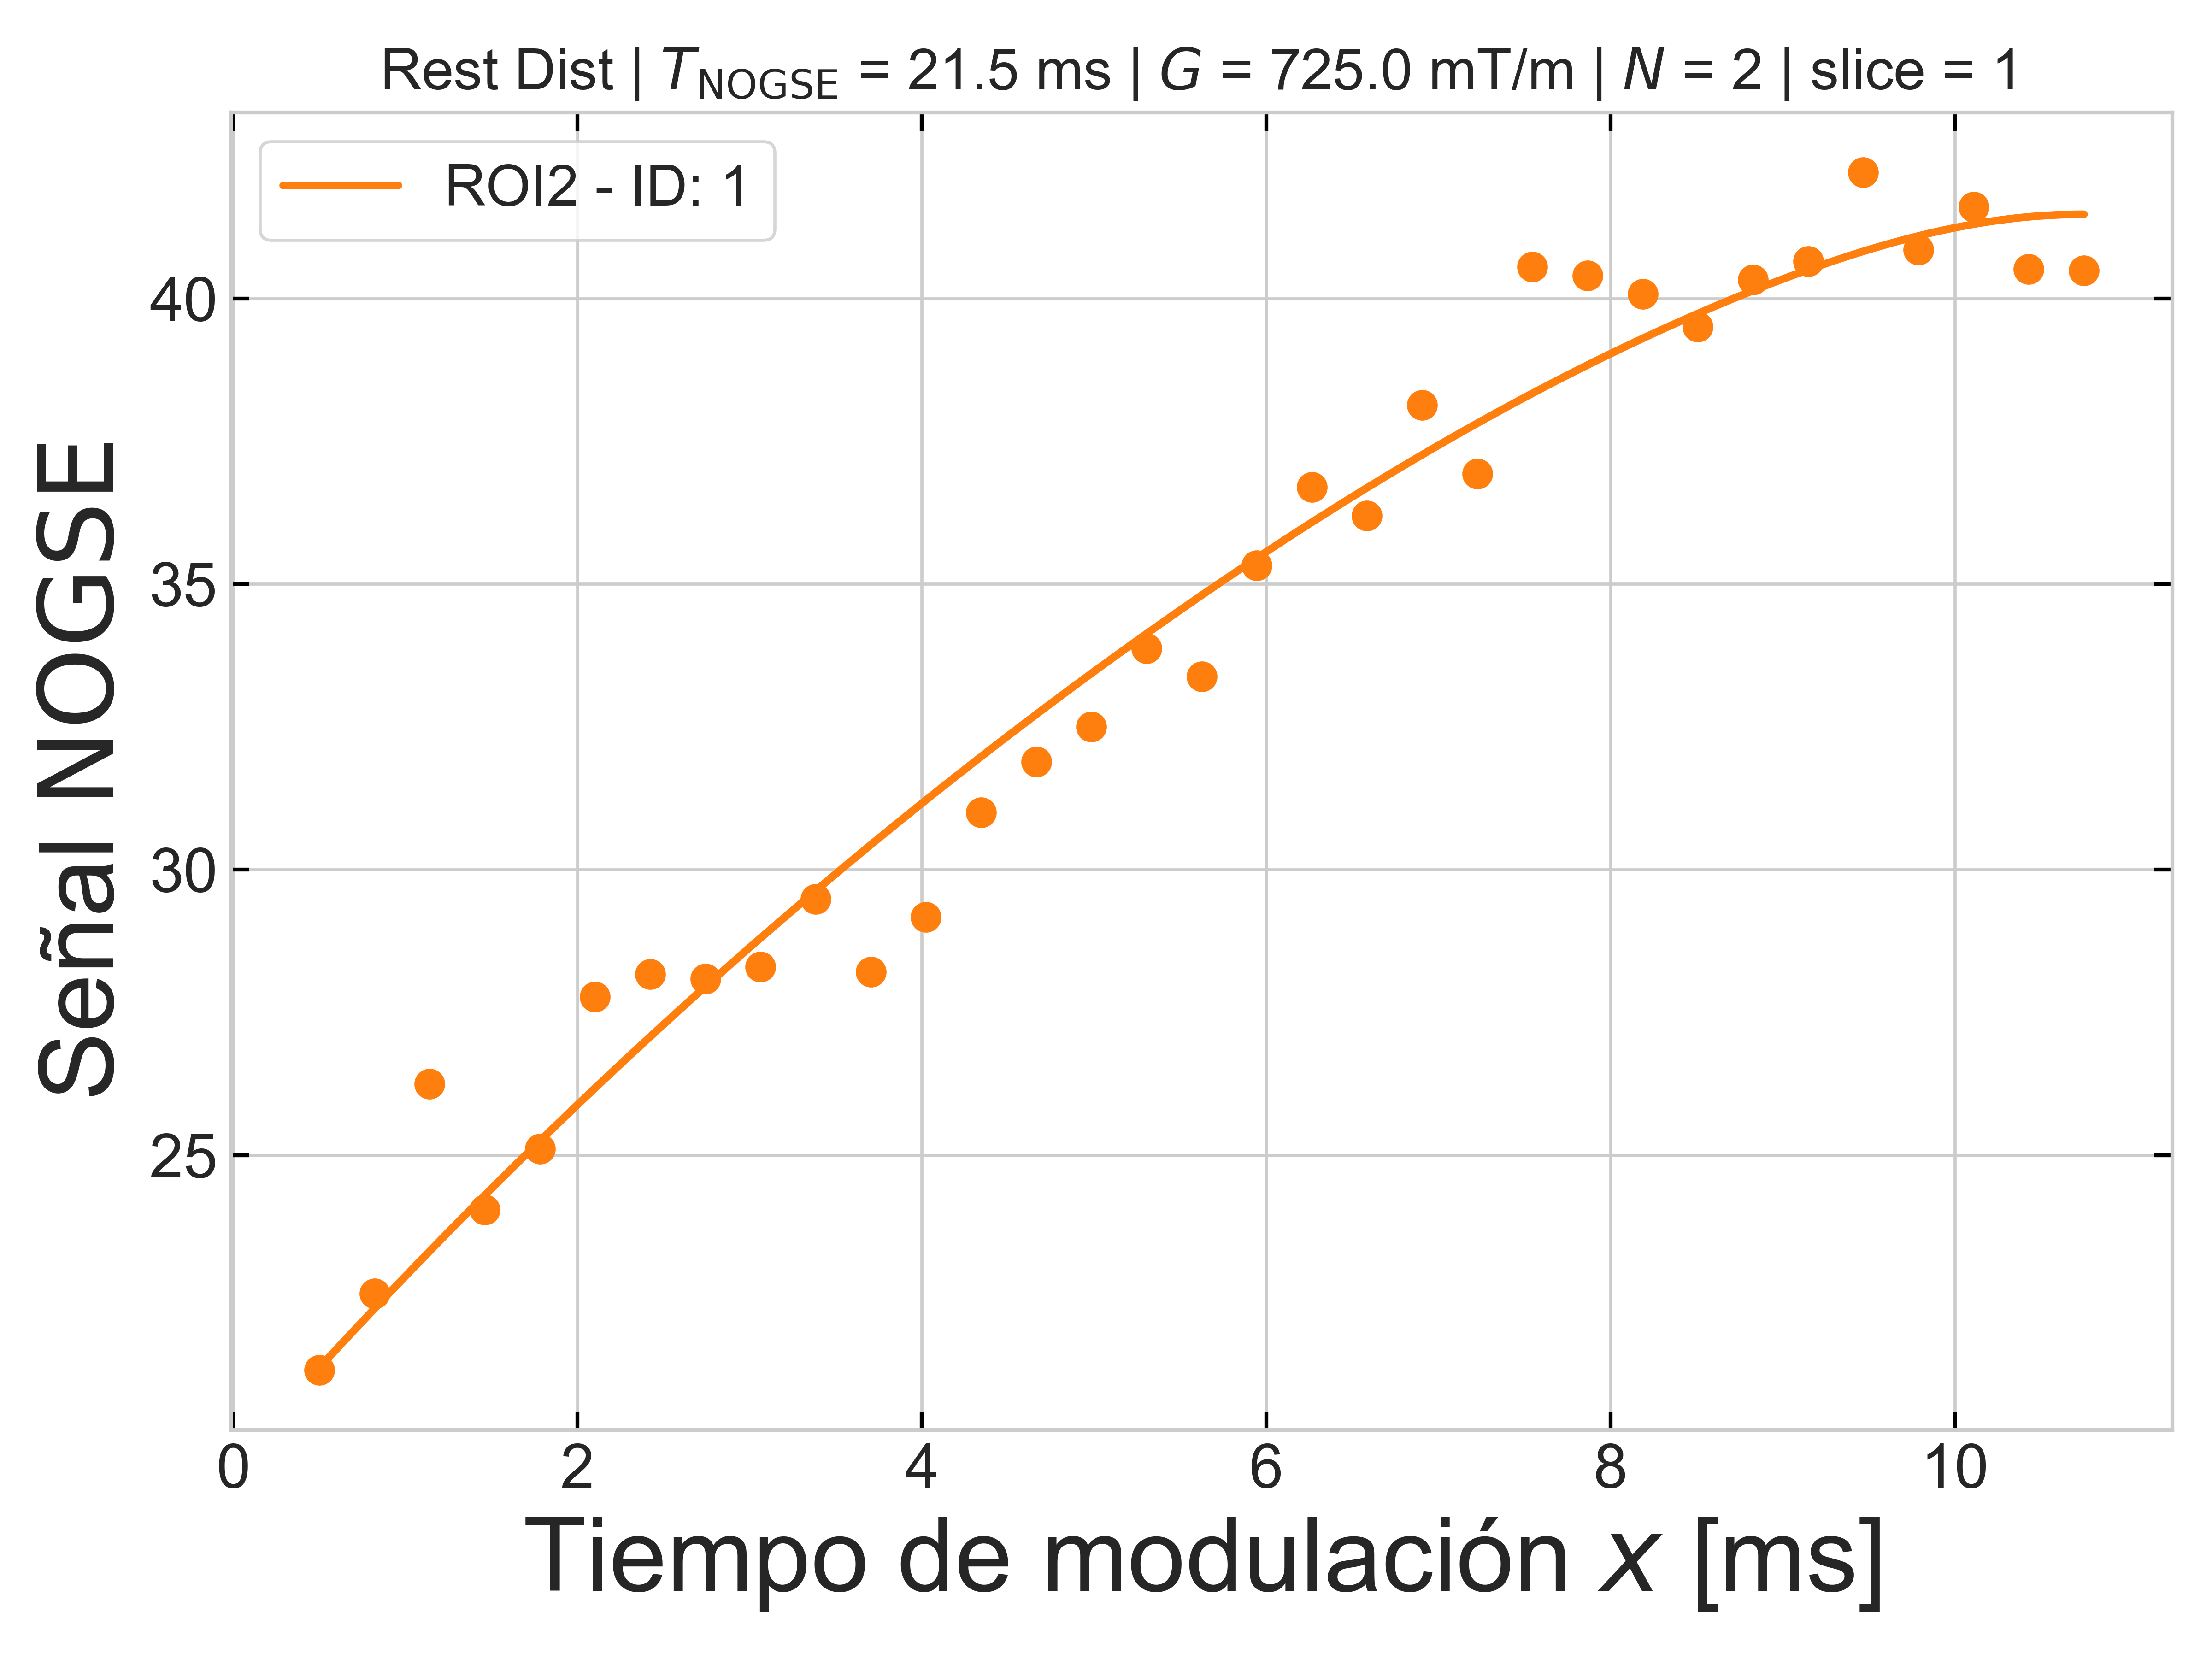 Rest Dist | T_NOGSE = 21.5 ms | G = 725.0 mT/m | N = 2 | slice = 1
ROI2 - ID: 1
Señal NOGSE
40
35
30
25
0 2 4 6 8 10
Tiempo de modulación x [ms]